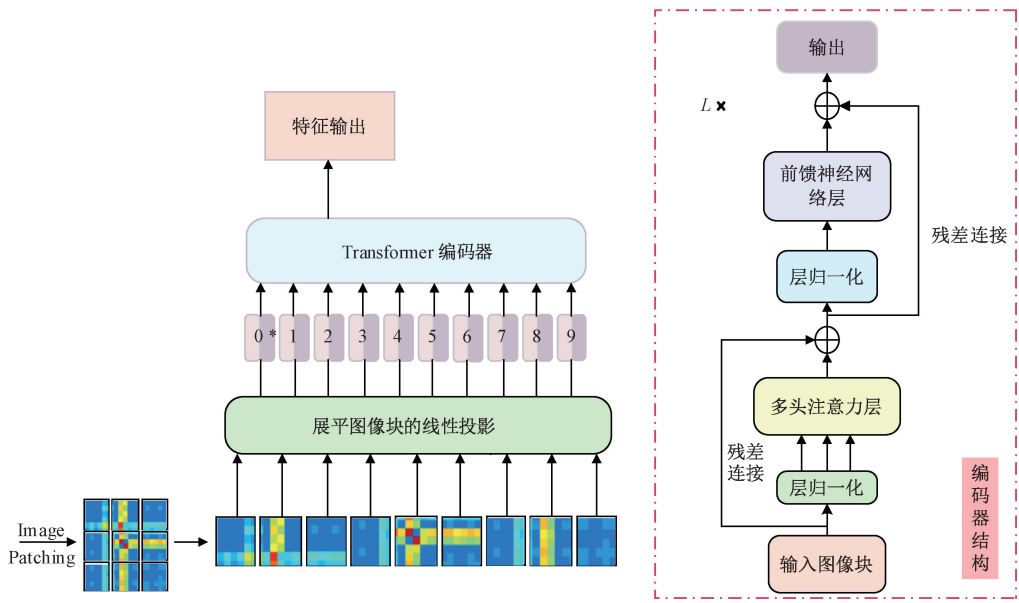 特征输出
Transformer 编码器
0* 1 2 3 4 5 6 7 8 9
展平图像块的线性投影
Image
Patching
输出
L ×
前馈神经网
络层
残差连接
层归一化
多头注意力层
残差
连接
层归一化
输入图像块
编
码
器
结
构